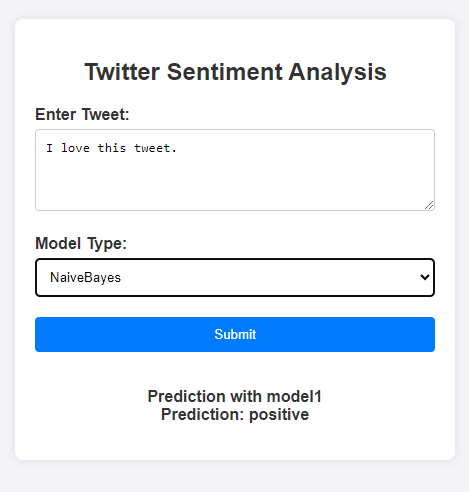 Twitter Sentiment Analysis
Enter Tweet:
I love this tweet.
Model Type:
NaiveBayes
Submit
Prediction with model1
Prediction: positive